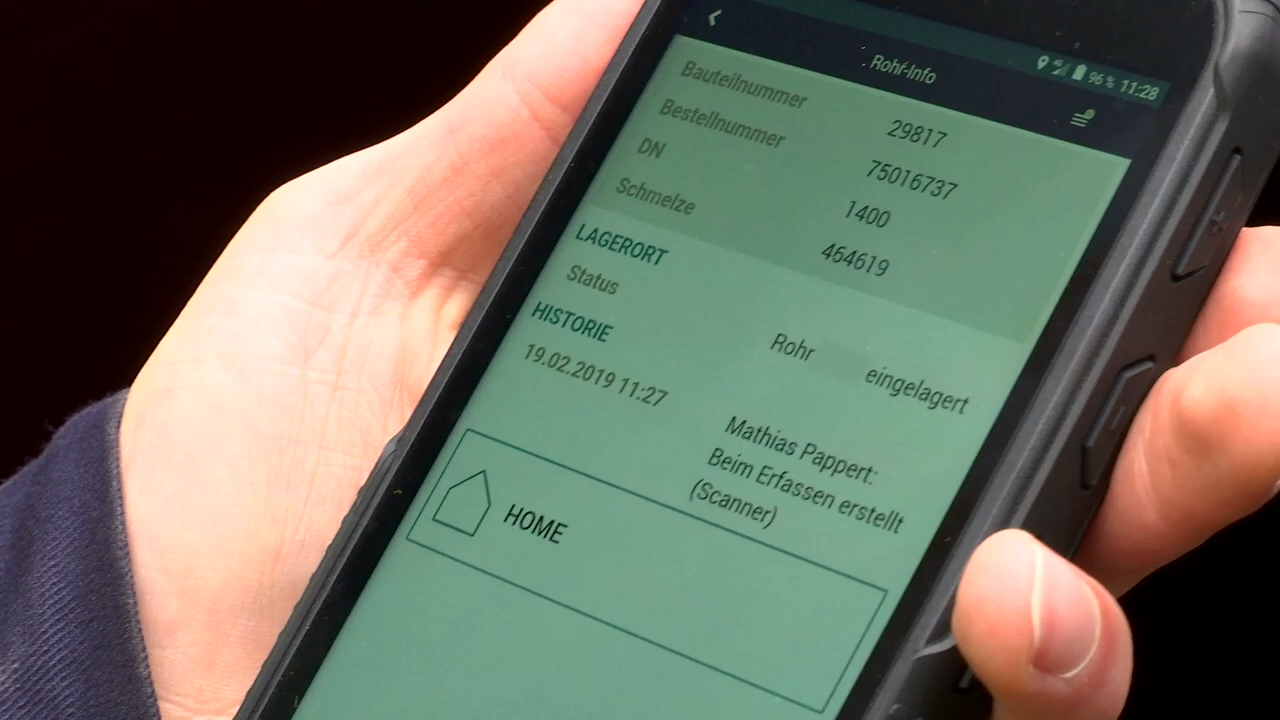 96 % 11:28
Rohr-Info
Bauteilnummer 29817
Bestellnummer 75016737
DN 1400
Schmelze 464619
LAGERORT
Status Rohr eingelagert
HISTORIE
19.02.2019 11:27 Mathias Pappert:
Beim Erfassen erstellt
(Scanner)
HOME